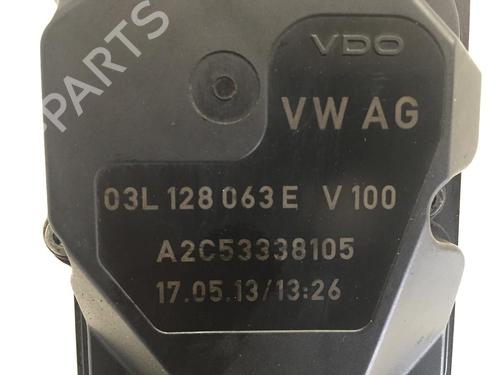 VDO
VW AG
03L 128 063 E V 100
A2C53338105
17.05.13/13:26
B-PARTS